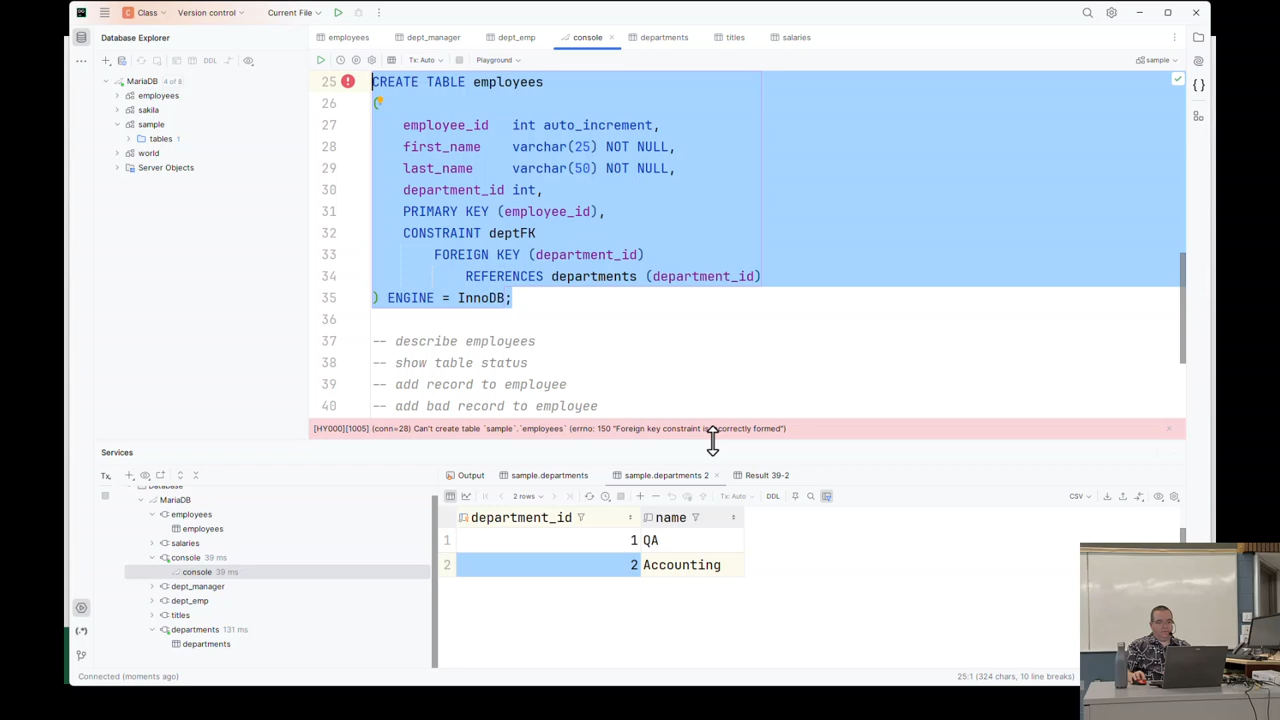 Class
Version control
Current File
Database Explorer
employees
dept_manager
dept_emp
console
departments
titles
salaries
DDL
Tx: Auto
Playground
sample
MariaDB 4 of 8
employees
sakila
sample
tables 1
world
Server Objects
25 CREATE TABLE employees
26 (
27 employee_id int auto_increment,
28 first_name varchar(25) NOT NULL,
29 last_name varchar(50) NOT NULL,
30 department_id int,
31 PRIMARY KEY (employee_id),
32 CONSTRAINT deptFK
33 FOREIGN KEY (department_id)
34 REFERENCES departments (department_id)
35 ) ENGINE = InnoDB;
36
37 -- describe employees
38 -- show table status
39 -- add record to employee
40 -- add bad record to employee
[HY000][1005] (conn=28) Can't create table `sample`.`employees` (errno: 150 "Foreign key constraint is correctly formed")
Services
Tx
Database
MariaDB
employees
employees
salaries
console 39 ms
console 39 ms
dept_manager
dept_emp
titles
departments 131 ms
departments
Output
sample.departments
sample.departments 2
Result 39-2
2 rows
Tx: Auto
DDL
CSV
department_id name
1 1 QA
2 2 Accounting
Connected (moments ago)
25:1 (324 chars, 10 line breaks)